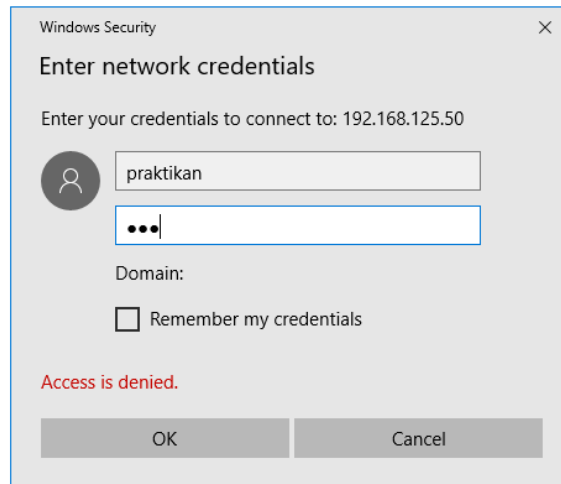 Windows Security
Enter network credentials
Enter your credentials to connect to: 192.168.125.50
praktikan
•••
Domain:
Remember my credentials
Access is denied.
OK
Cancel